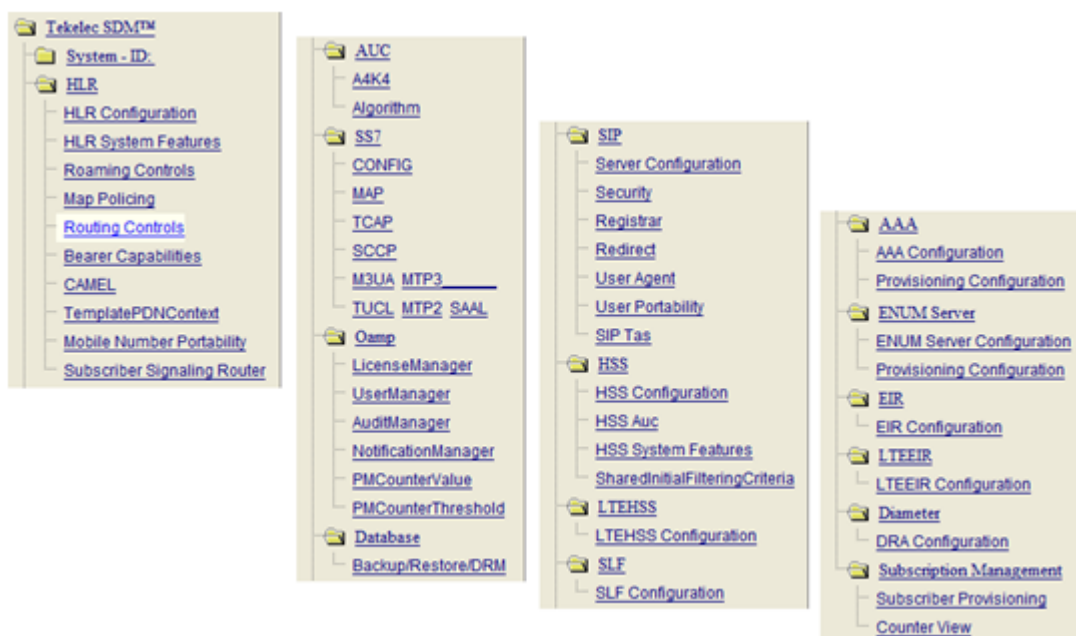 Tekelec SDM™
System - ID:
HLR
HLR Configuration
HLR System Features
Roaming Controls
Map Policing
Routing Controls
Bearer Capabilities
CAMEL
TemplatePDNContext
Mobile Number Portability
Subscriber Signaling Router
AUC
A4K4
Algorithm
SS7
CONFIG
MAP
TCAP
SCCP
M3UA MTP3
TUCL MTP2 SAAL
Oamp
LicenseManager
UserManager
AuditManager
NotificationManager
PMCounterValue
PMCounterThreshold
Database
Backup/Restore/DRM
SIP
Server Configuration
Security
Registrar
Redirect
User Agent
User Portability
SIP Tas
HSS
HSS Configuration
HSS Auc
HSS System Features
SharedInitialFilteringCriteria
LTEHSS
LTEHSS Configuration
SLF
SLF Configuration
AAA
AAA Configuration
Provisioning Configuration
ENUM Server
ENUM Server Configuration
Provisioning Configuration
EIR
EIR Configuration
LTEEIR
LTEEIR Configuration
Diameter
DRA Configuration
Subscription Management
Subscriber Provisioning
Counter View